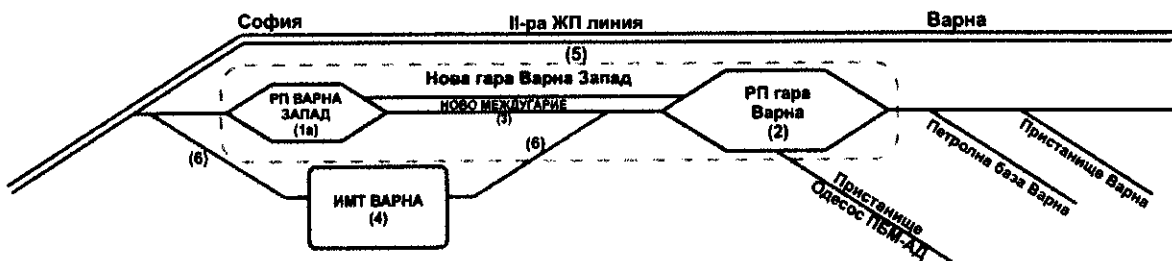 София
II-ра ЖП линия
Варна
(5)
Нова гара Варна Запад
РП ВАРНА
ЗАПАД
(1а)
НОВО МЕЖДУГАРИЕ
(3)
РП гара
Варна
(2)
(6)
(6)
ИМТ ВАРНА
(4)
Пристанище
Одесос ПБМ-АД
Петролна база Варна
Пристанище Варна